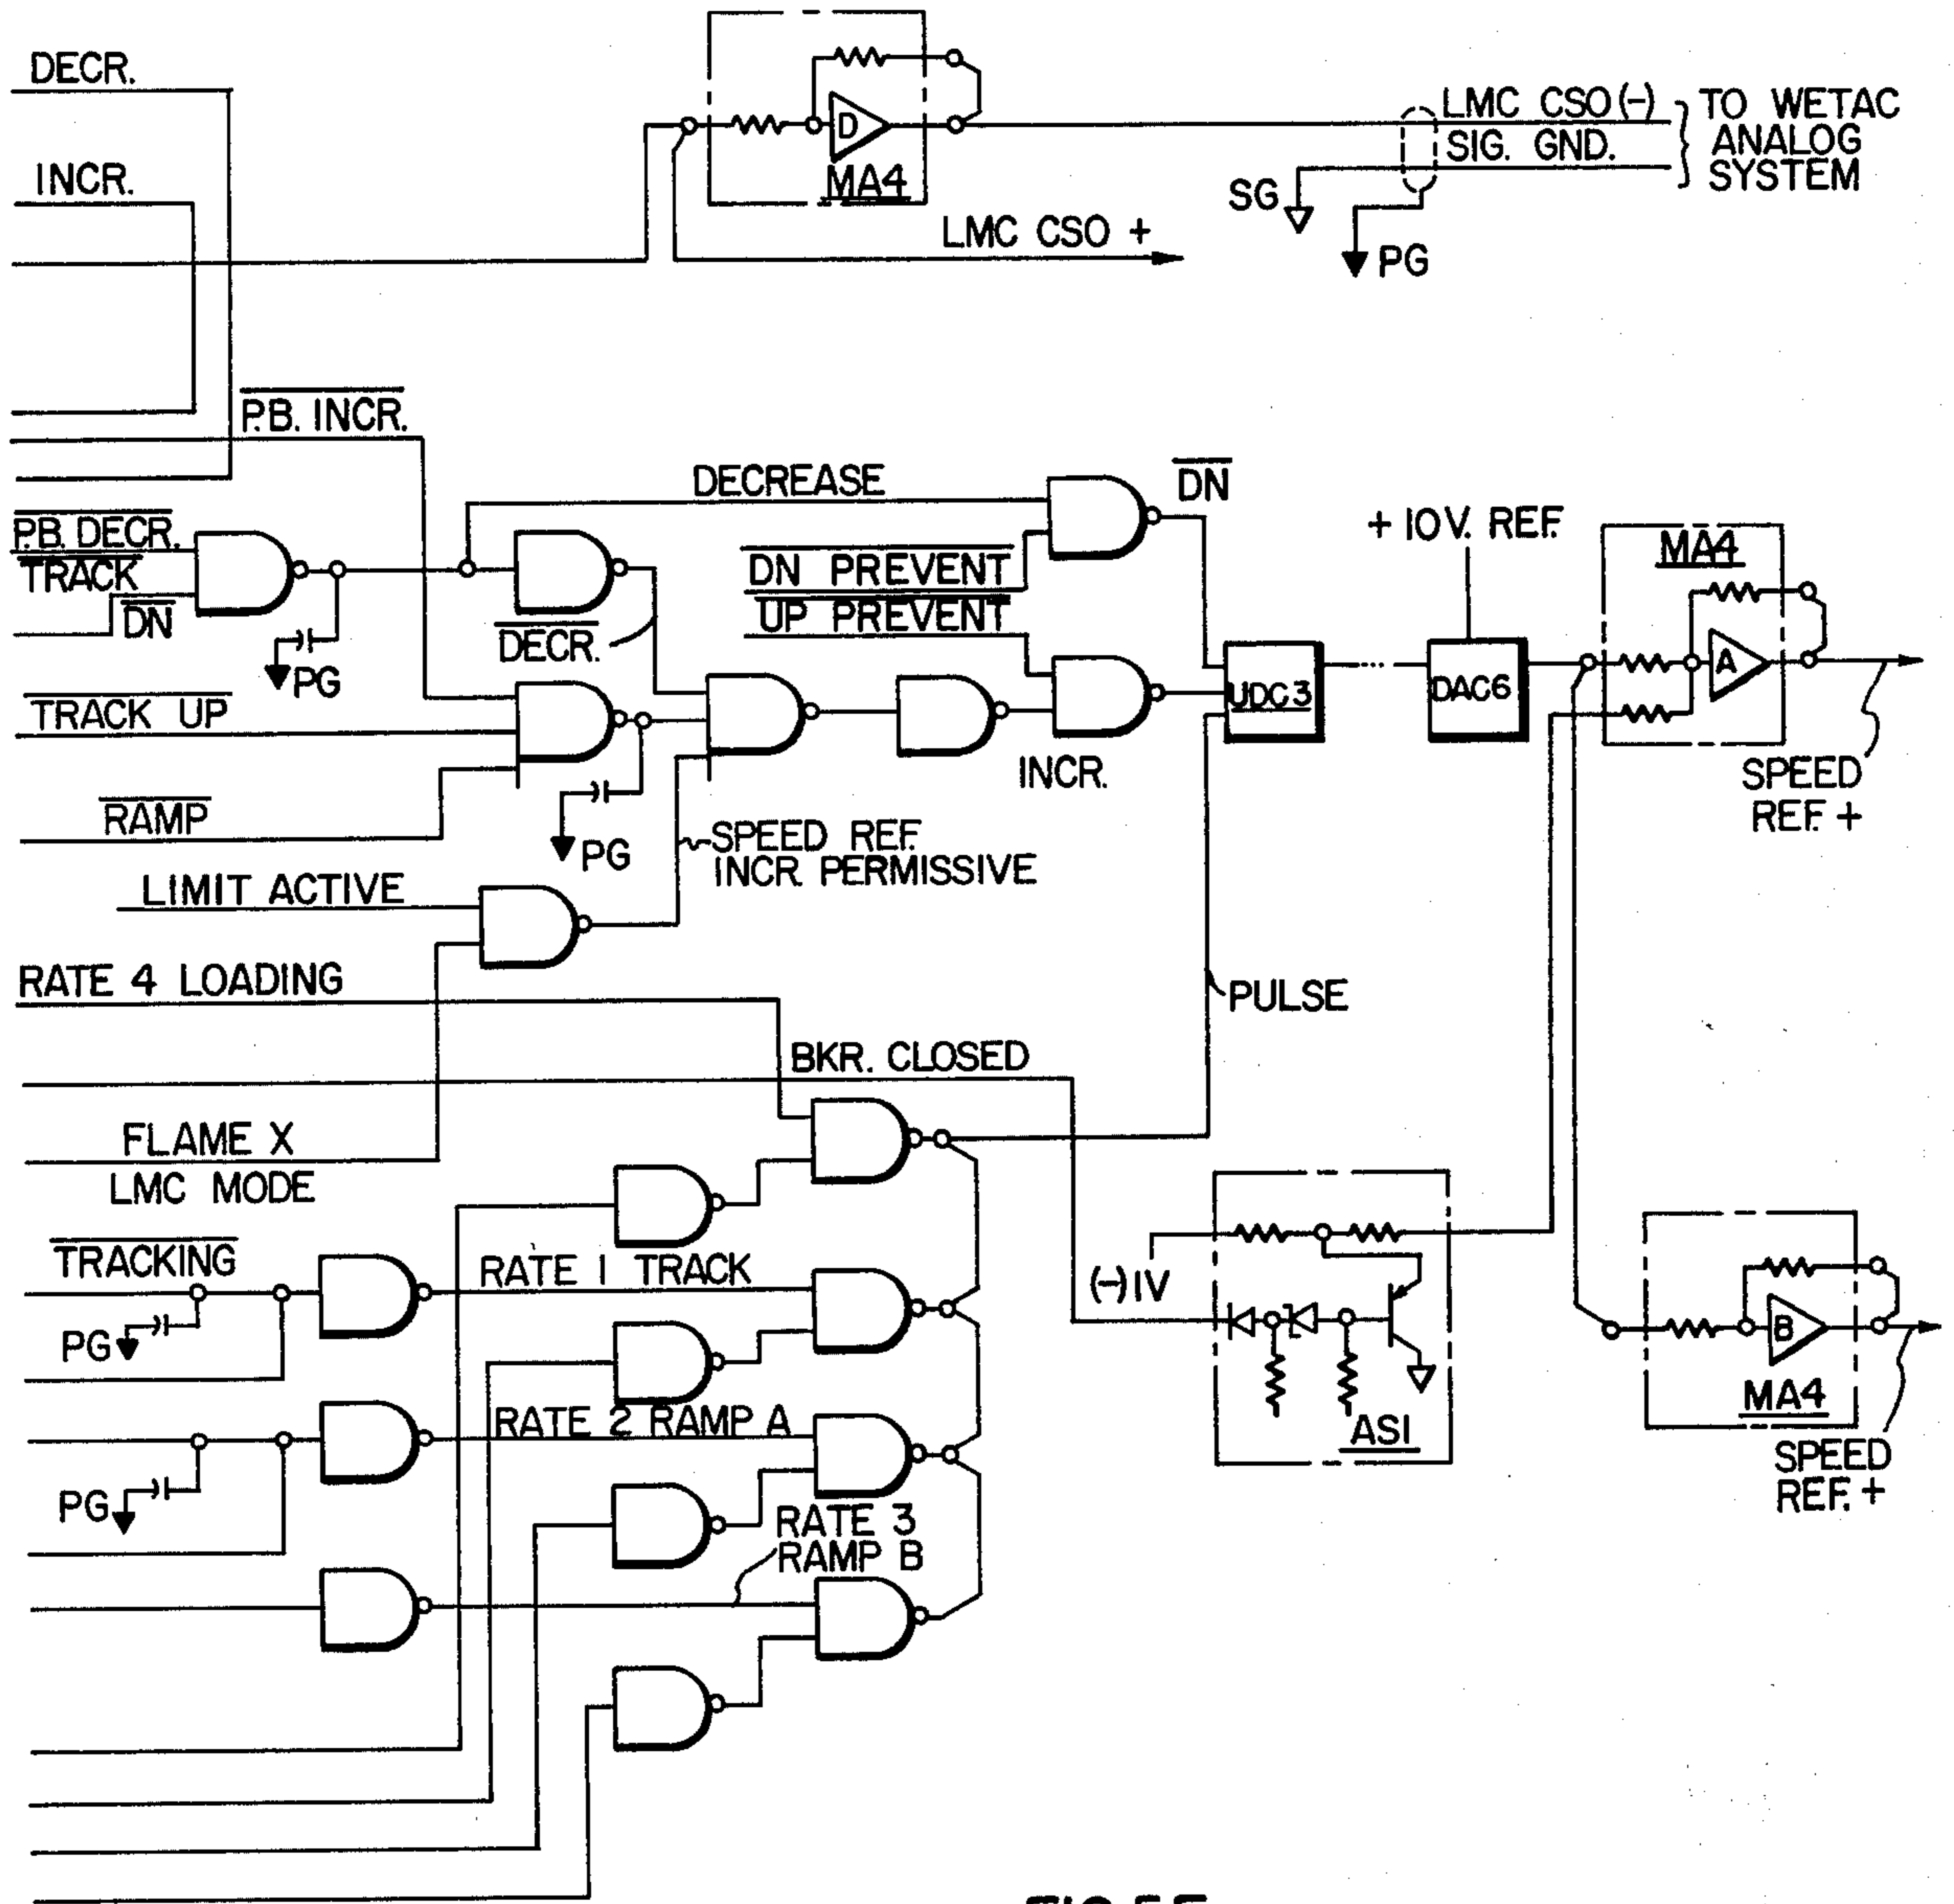 DECR.
INCR.
D
MA4
LMC CSO (-)
SIG. GND.
TO WETAC
ANALOG
SYSTEM
SG
PG
LMC CSO +
P.B. INCR.
DECREASE
DN
P.B. DECR.
TRACK
DN
PG
DECR.
DN PREVENT
UP PREVENT
+ 10V. REF.
MA4
A
UDC3
DAC6
TRACK UP
INCR.
SPEED
REF. +
RAMP
PG
SPEED REF.
INCR. PERMISSIVE
LIMIT ACTIVE
RATE 4 LOADING
PULSE
BKR. CLOSED
FLAME X
LMC MODE
TRACKING
RATE 1 TRACK
PG
(-) 1V
AS1
B
MA4
SPEED
REF. +
RATE 2 RAMP A
PG
RATE 3
RAMP B